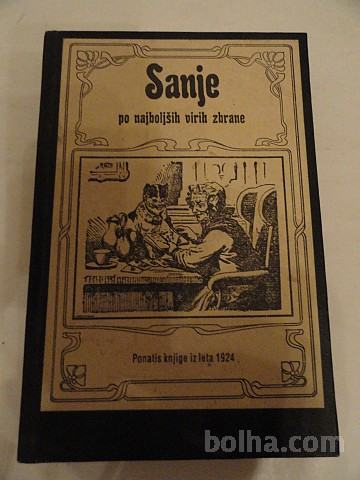 Sanje
po najboljših virih zbrane
Ponatis knjige iz leta 1924
bolha.com